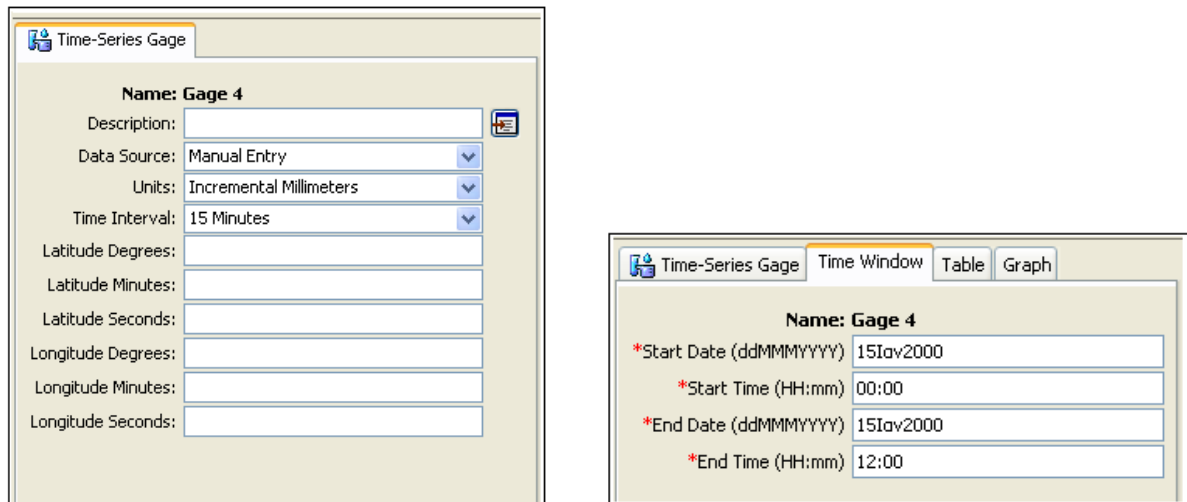 Time-Series Gage
Name: Gage 4
Description:
Data Source: Manual Entry
Units: Incremental Millimeters
Time Interval: 15 Minutes
Latitude Degrees:
Latitude Minutes:
Latitude Seconds:
Longitude Degrees:
Longitude Minutes:
Longitude Seconds:
Time-Series Gage Time Window Table Graph
Name: Gage 4
*Start Date (ddMMMYYYY) 15Ιαν2000
*Start Time (HH:mm) 00:00
*End Date (ddMMMYYYY) 15Ιαν2000
*End Time (HH:mm) 12:00